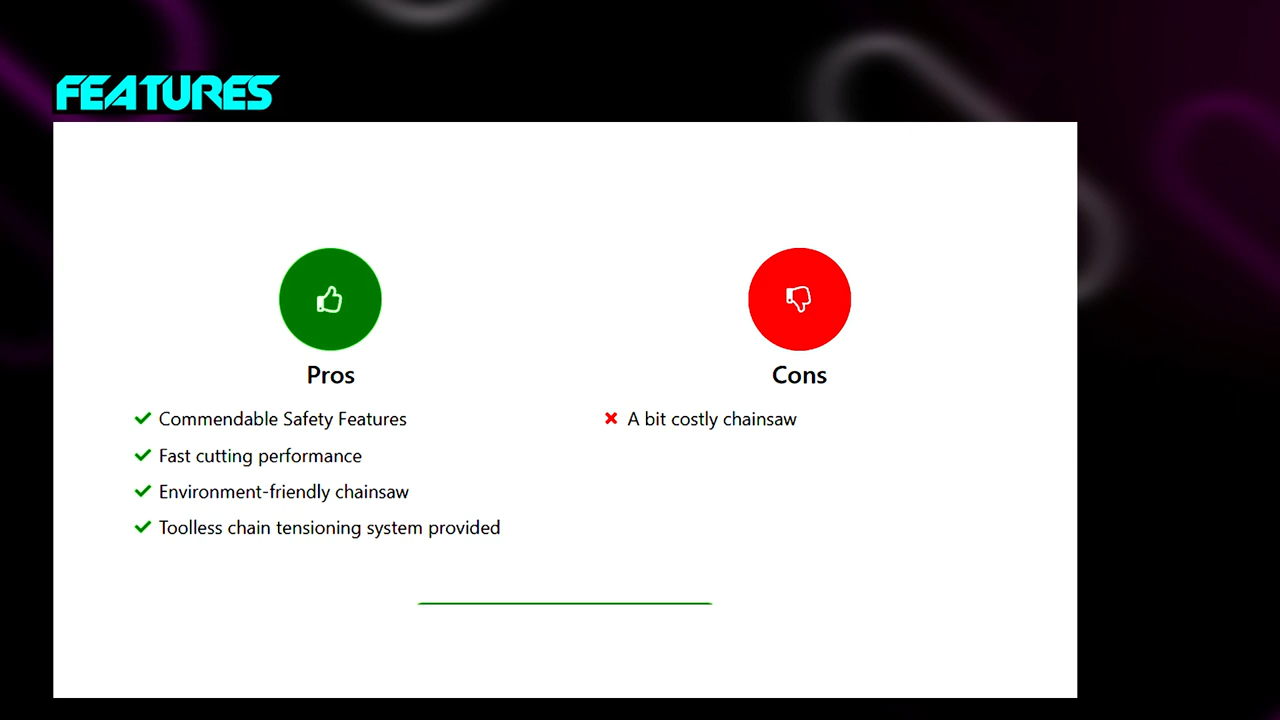 FEATURES
Pros
Commendable Safety Features
Fast cutting performance
Environment-friendly chainsaw
Toolless chain tensioning system provided
Cons
A bit costly chainsaw